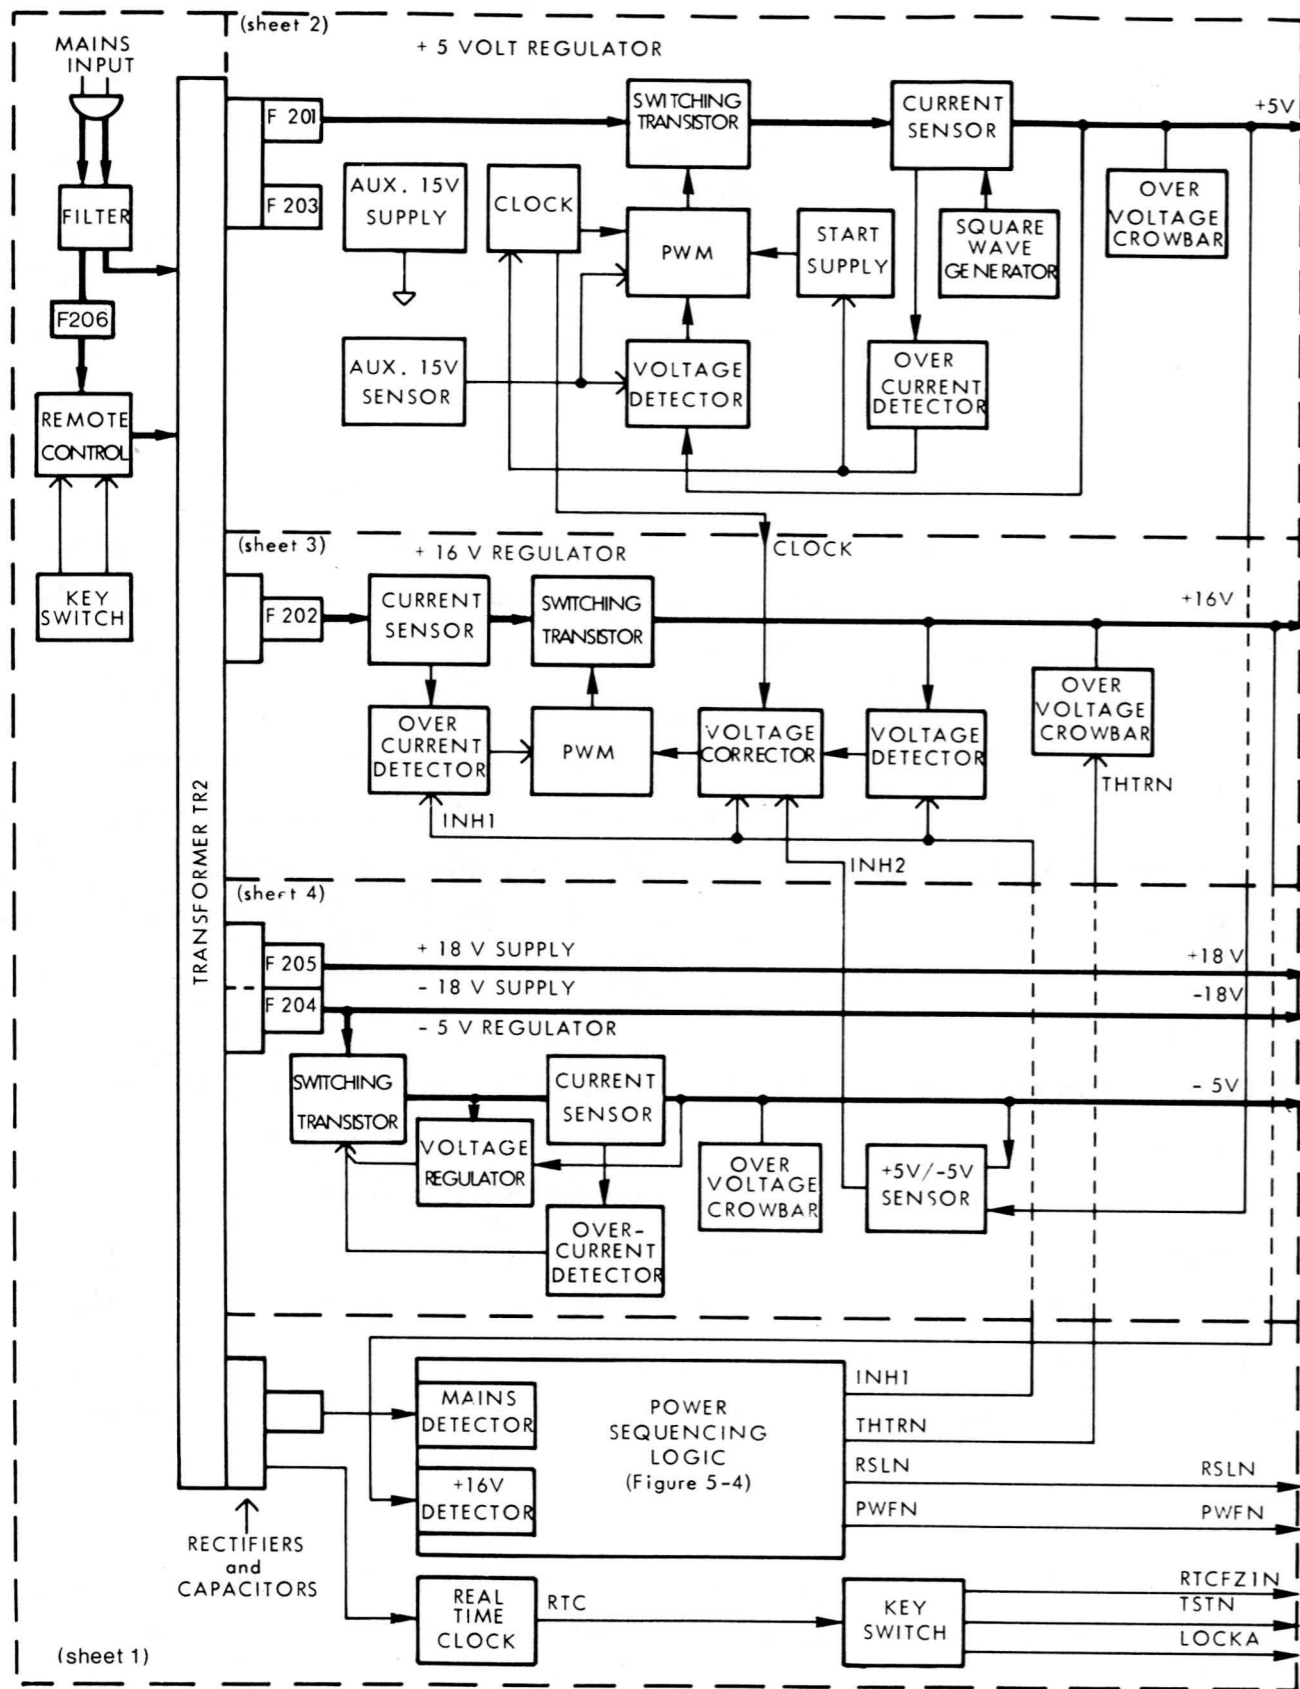 (sheet 2)
MAINS
INPUT
+ 5 VOLT REGULATOR
F 201
SWITCHING
TRANSISTOR
CURRENT
SENSOR
+5V
F 203
AUX. 15V
SUPPLY
CLOCK
PWM
START
SUPPLY
SQUARE
WAVE
GENERATOR
OVER
VOLTAGE
CROWBAR
FILTER
F206
AUX. 15V
SENSOR
VOLTAGE
DETECTOR
OVER
CURRENT
DETECTOR
REMOTE
CONTROL
KEY
SWITCH
(sheet 3)
+ 16 V REGULATOR
CLOCK
F 202
CURRENT
SENSOR
SWITCHING
TRANSISTOR
+16V
OVER
CURRENT
DETECTOR
PWM
VOLTAGE
CORRECTOR
VOLTAGE
DETECTOR
OVER
VOLTAGE
CROWBAR
THTRN
INH1
INH2
TRANSFORMER TR2
(sheet 4)
F 205
+ 18 V SUPPLY
+18 V
F 204
- 18 V SUPPLY
-18V
- 5 V REGULATOR
SWITCHING
TRANSISTOR
CURRENT
SENSOR
- 5V
VOLTAGE
REGULATOR
OVER
VOLTAGE
CROWBAR
+5V/-5V
SENSOR
OVER-
CURRENT
DETECTOR
MAINS
DETECTOR
+16V
DETECTOR
POWER
SEQUENCING
LOGIC
(Figure 5-4)
INH1
THTRN
RSLN
RSLN
PWFN
PWFN
RECTIFIERS
and
CAPACITORS
REAL
TIME
CLOCK
RTC
KEY
SWITCH
RTCFZ1N
TSTN
LOCKA
(sheet 1)